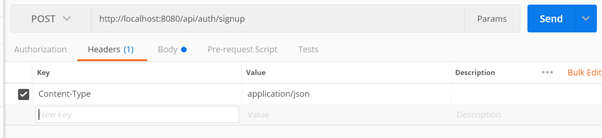 POST http://localhost:8080/api/auth/signup Params Send
Authorization Headers (1) Body Pre-request Script Tests
Key Value Description ••• Bulk Edit
Content-Type application/json
New key Value Description